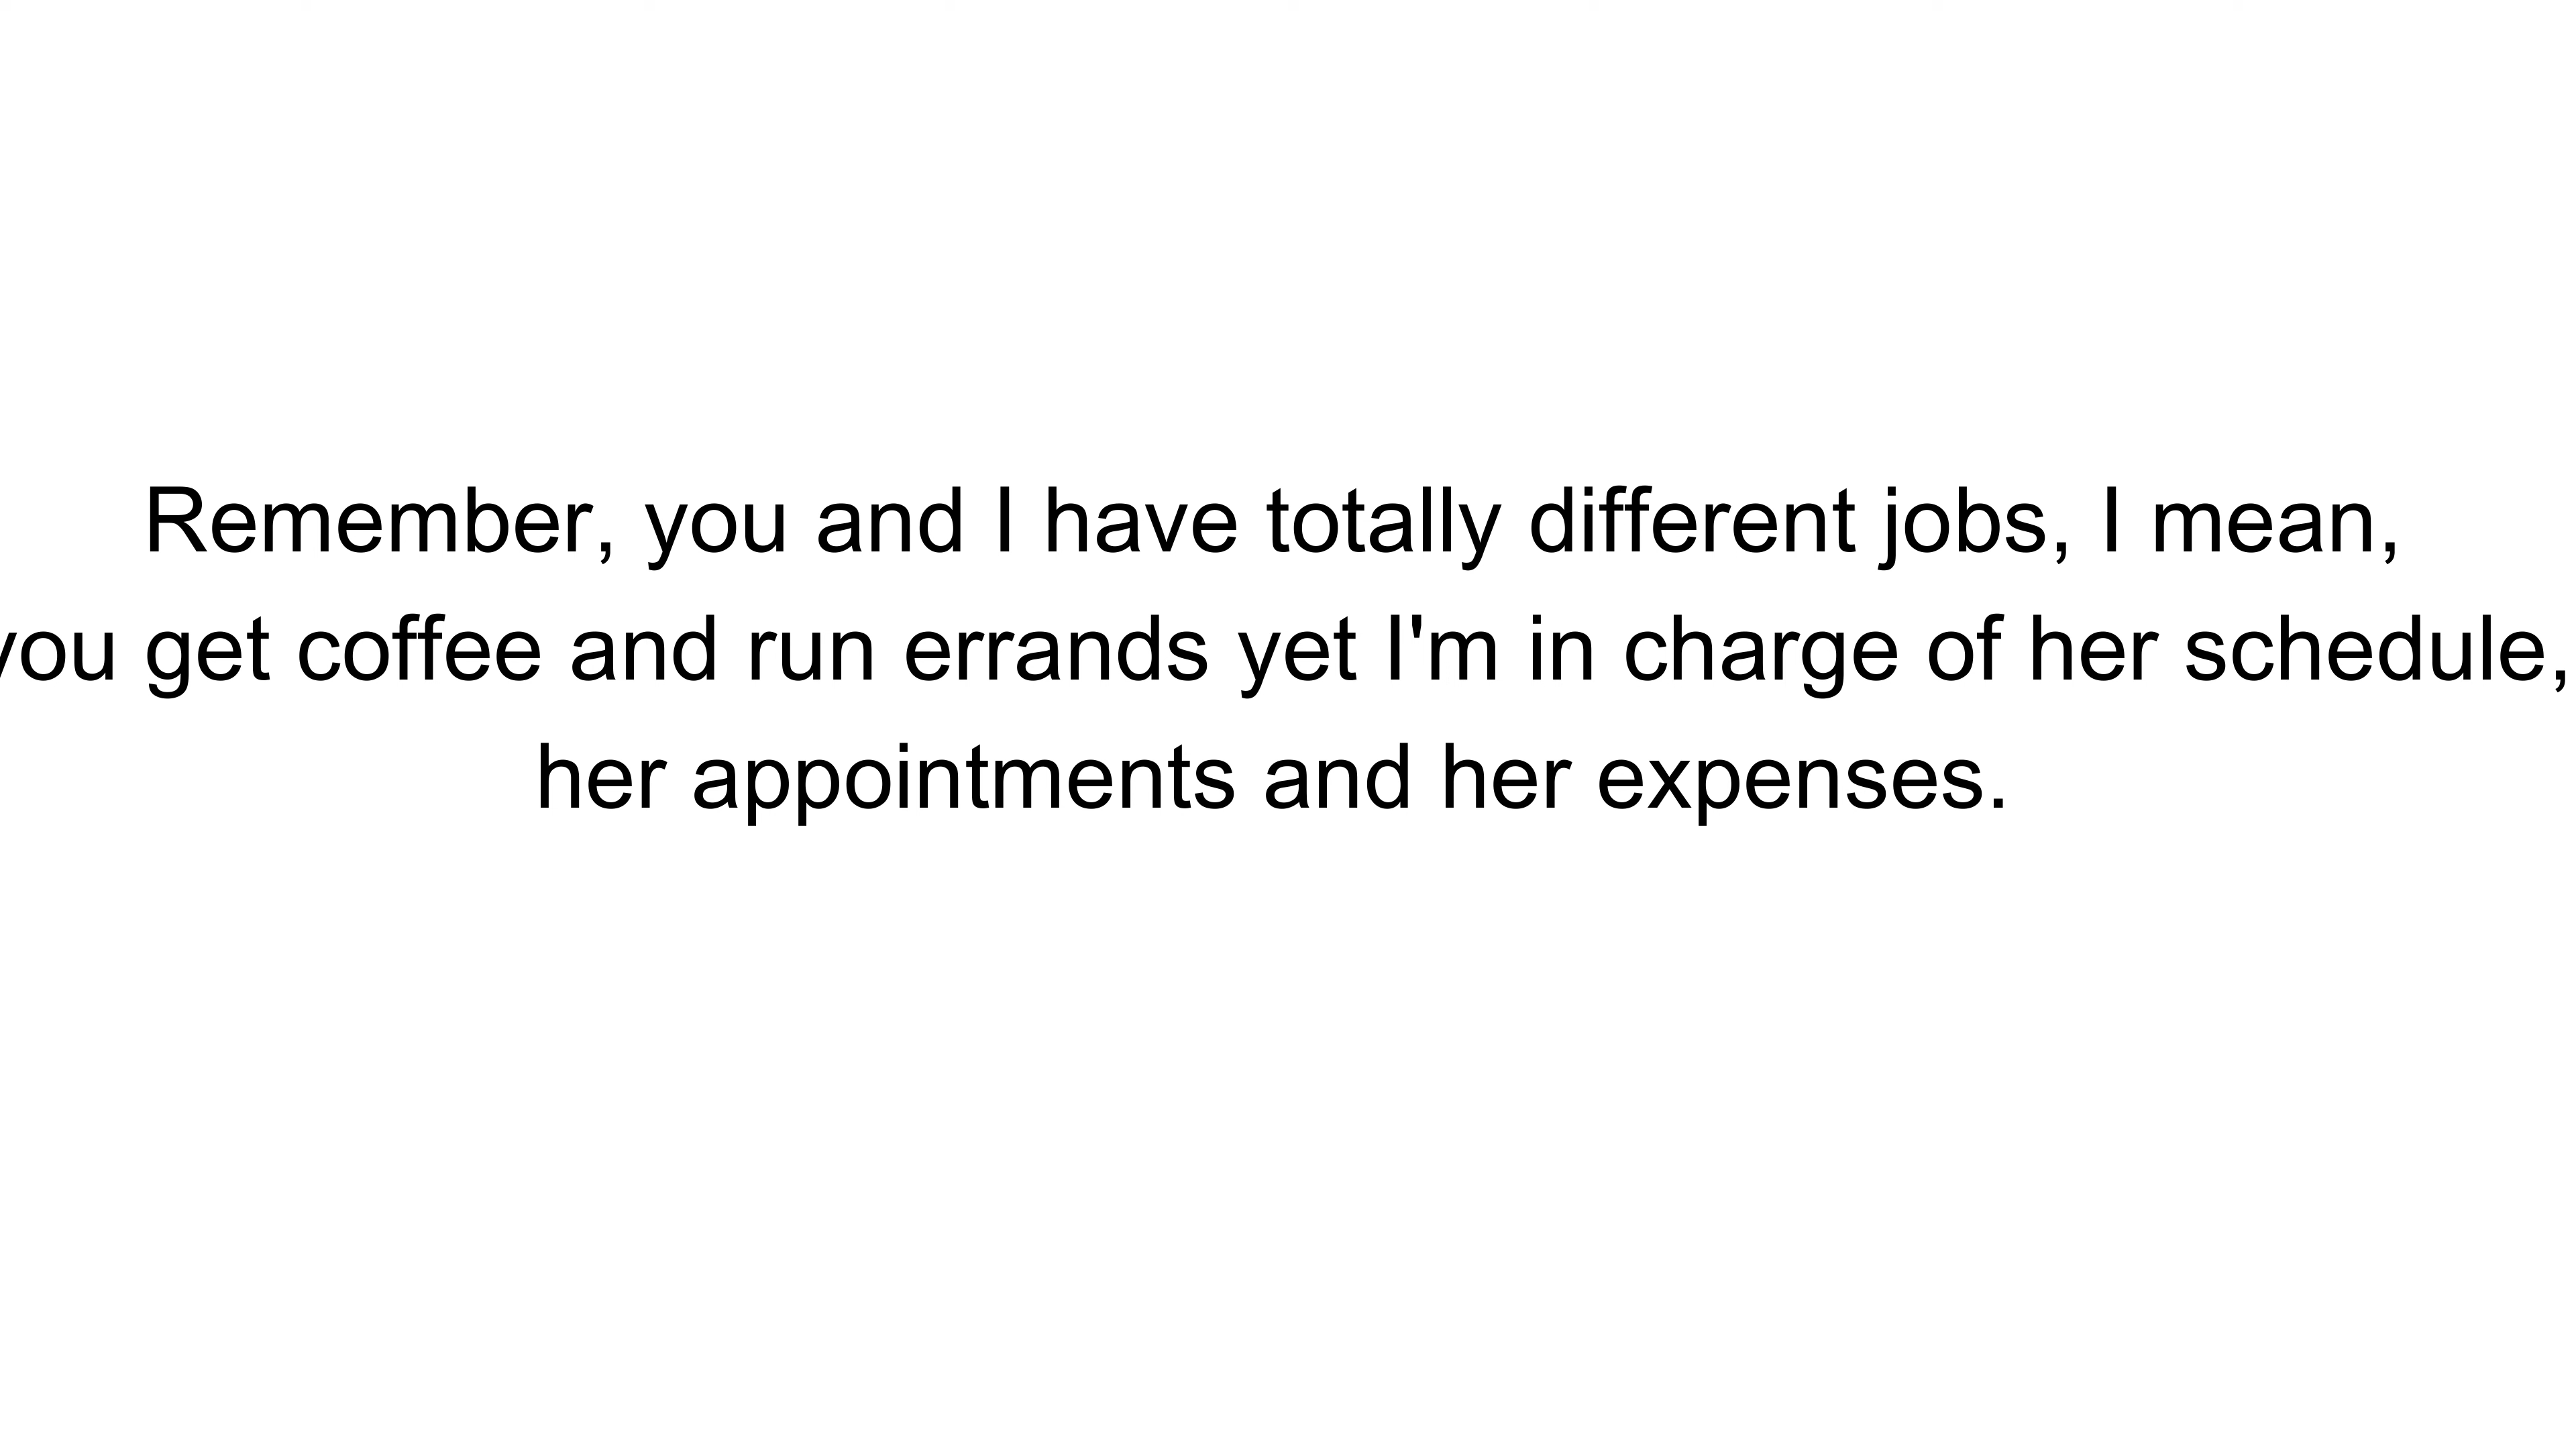 Remember, you and I have totally different jobs, I mean,
you get coffee and run errands yet I'm in charge of her schedule,
her appointments and her expenses.